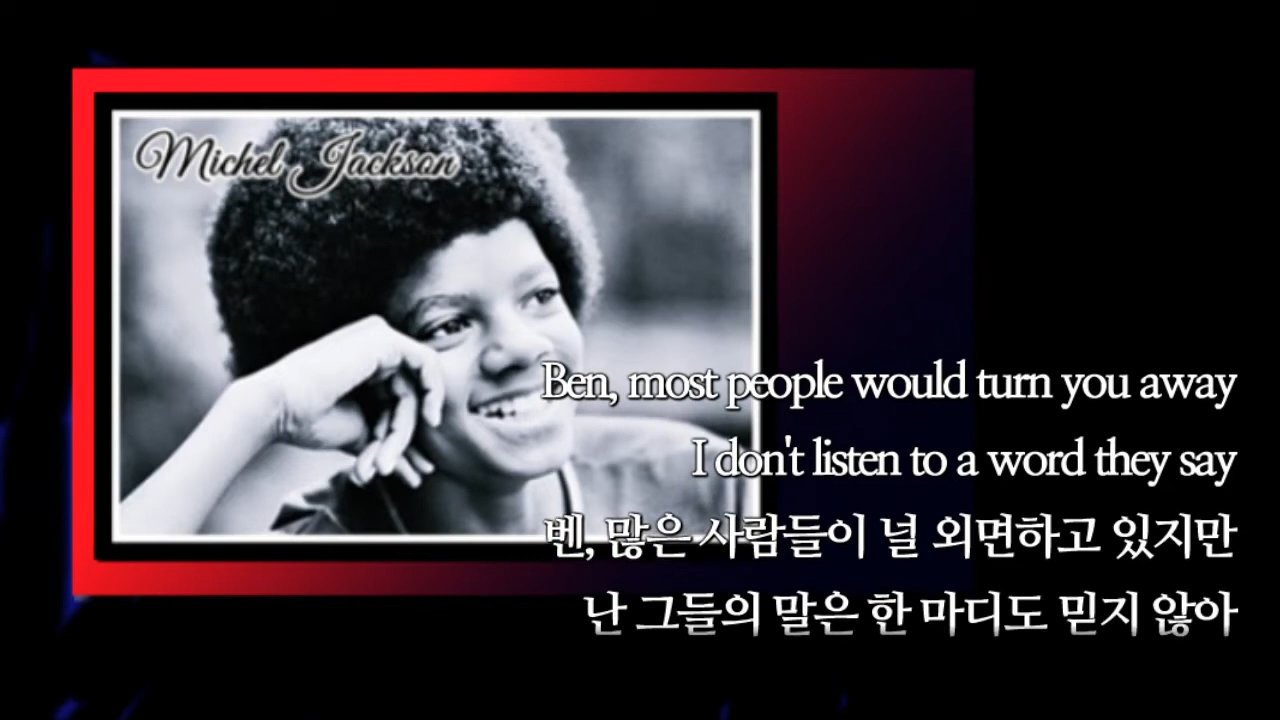 Michel Jackson
Ben, most people would turn you away
I don't listen to a word they say
벤, 많은 사람들이 널 외면하고 있지만
난 그들의 말은 한 마디도 믿지 않아